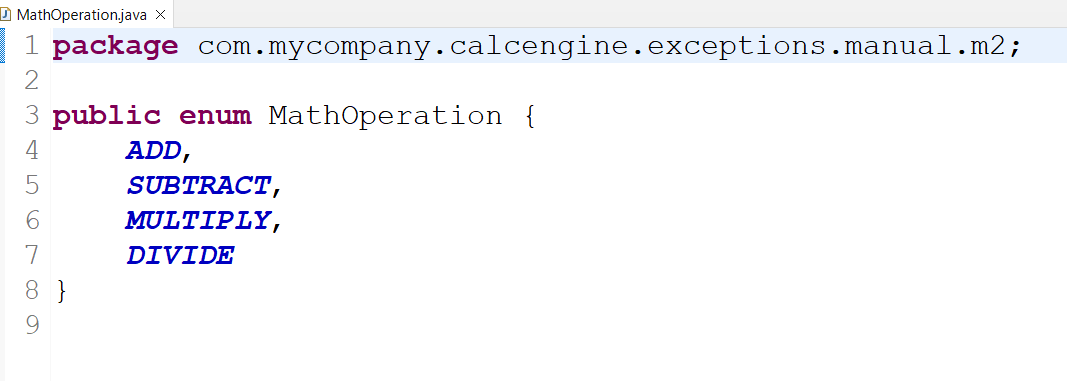 MathOperation.java
1 package com.mycompany.calcengine.exceptions.manual.m2;
2
3 public enum MathOperation {
4     ADD,
5     SUBTRACT,
6     MULTIPLY,
7     DIVIDE
8 }
9